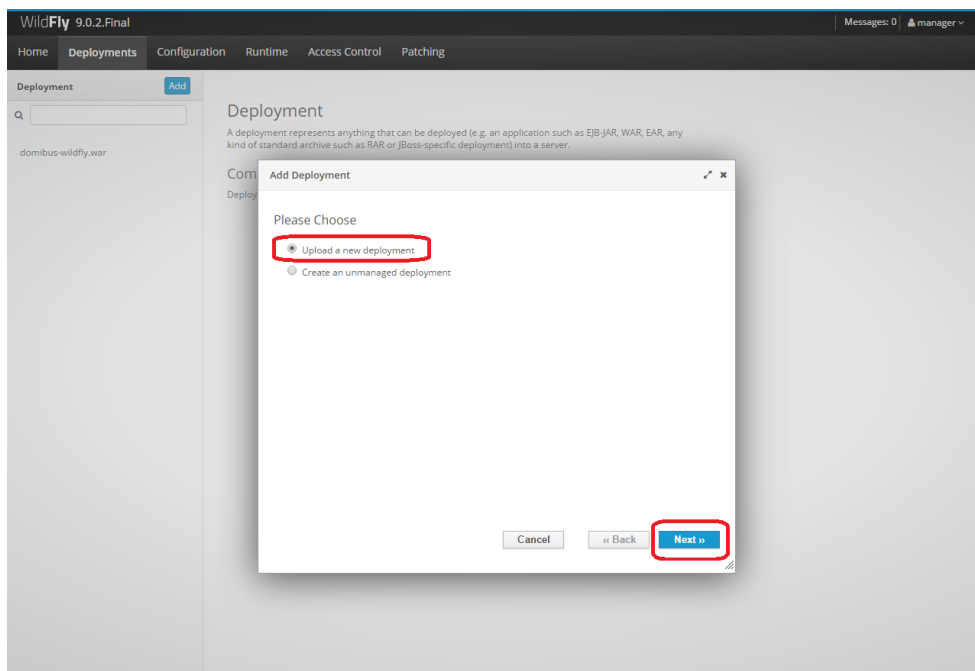 WildFly 9.0.2.Final
Messages: 0 manager
Home Deployments Configuration Runtime Access Control Patching
Deployment Add
domibus-wildfly.war
Deployment
A deployment represents anything that can be deployed (e.g. an application such as EJB-JAR, WAR, EAR, any
kind of standard archive such as RAR or JBoss-specific deployment) into a server.
Com
Deploy
Add Deployment
Please Choose
Upload a new deployment
Create an unmanaged deployment
Cancel « Back Next »